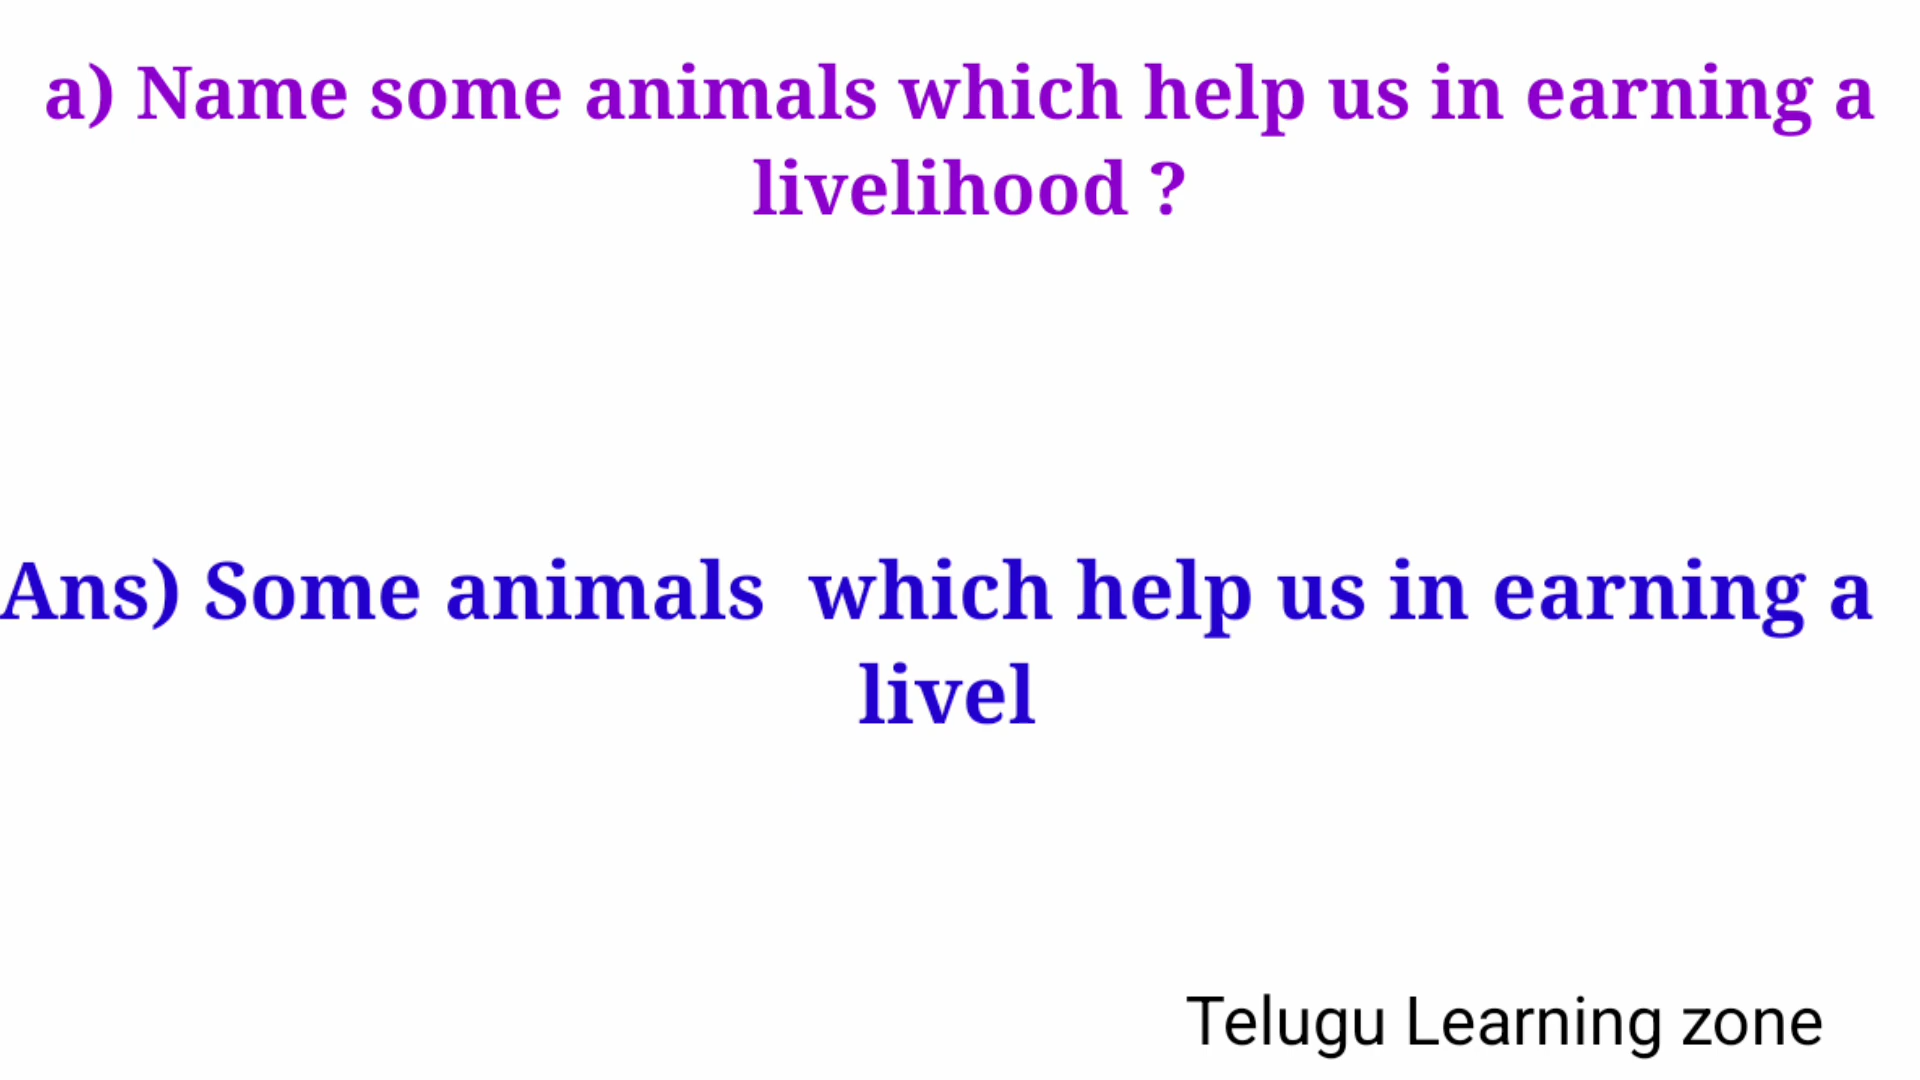 a) Name some animals which help us in earning a
livelihood ?
Ans) Some animals  which help us in earning a
livel
Telugu Learning zone